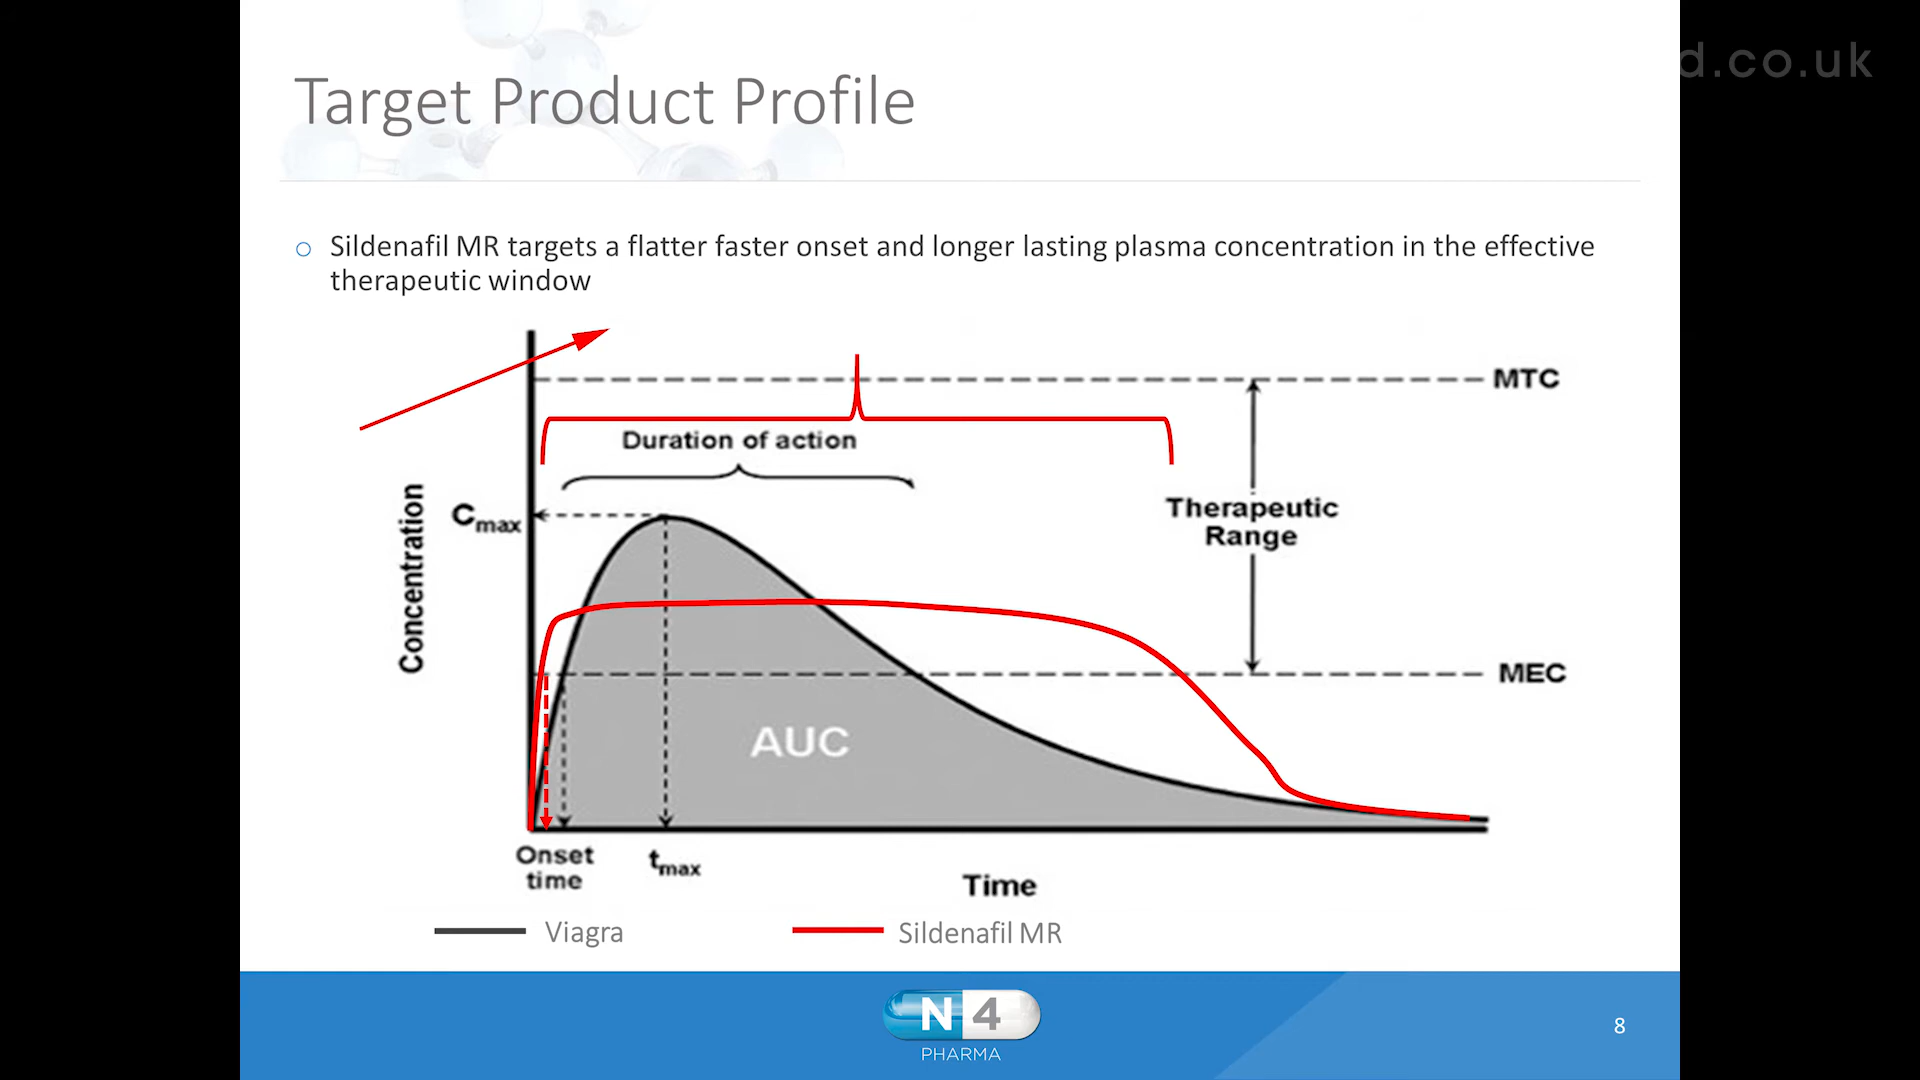 d.co.uk
Target Product Profile
Sildenafil MR targets a flatter faster onset and longer lasting plasma concentration in the effective
therapeutic window
MTC
Duration of action
Cmax
Therapeutic
Range
Concentration
MEC
AUC
Onset
time
tmax
Time
Viagra
Sildenafil MR
N4
PHARMA
8